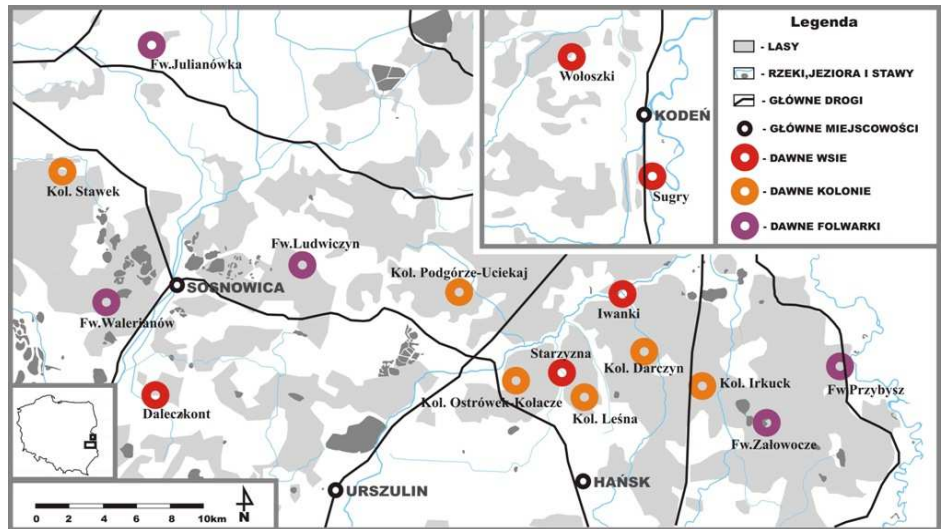 Fw.Julianówka
Kol. Stawek
Fw.Ludwiczyn
SOSNOWICA
Fw.Walerianów
Kol. Podgórze-Uciekaj
Iwanki
Starzyzna
Kol. Darczyn
Kol. Ostrówek-Kołacze
Kol. Leśna
Kol. Irkuck
Fw.Przybysz
Fw.Załowocze
Daleczkont
URSZULIN
HAŃSK
0 2 4 6 8 10km
N
Wołoszki
KODEŃ
Sugry
Legenda
- LASY
- RZEKI,JEZIORA I STAWY
- GŁÓWNE DROGI
- GŁÓWNE MIEJSCOWOŚCI
- DAWNE WSIE
- DAWNE KOLONIE
- DAWNE FOLWARKI